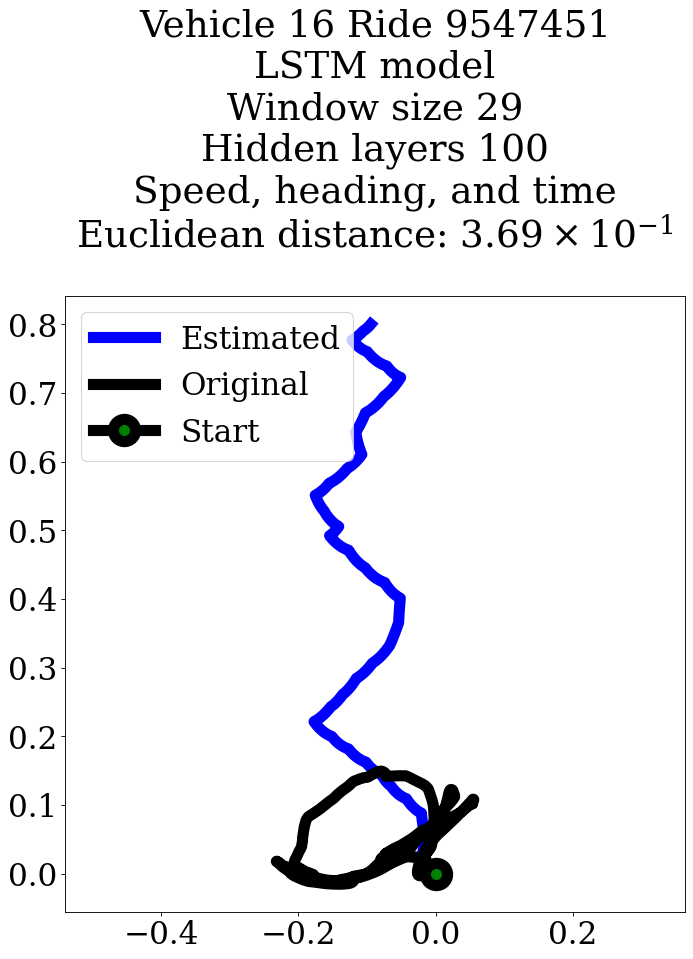 Vehicle 16 Ride 9547451
LSTM model
Window size 29
Hidden layers 100
Speed, heading, and time
Euclidean distance: 3.69 × 10⁻¹
Estimated
Original
Start
0.8
0.7
0.6
0.5
0.4
0.3
0.2
0.1
0.0
−0.4 −0.2 0.0 0.2